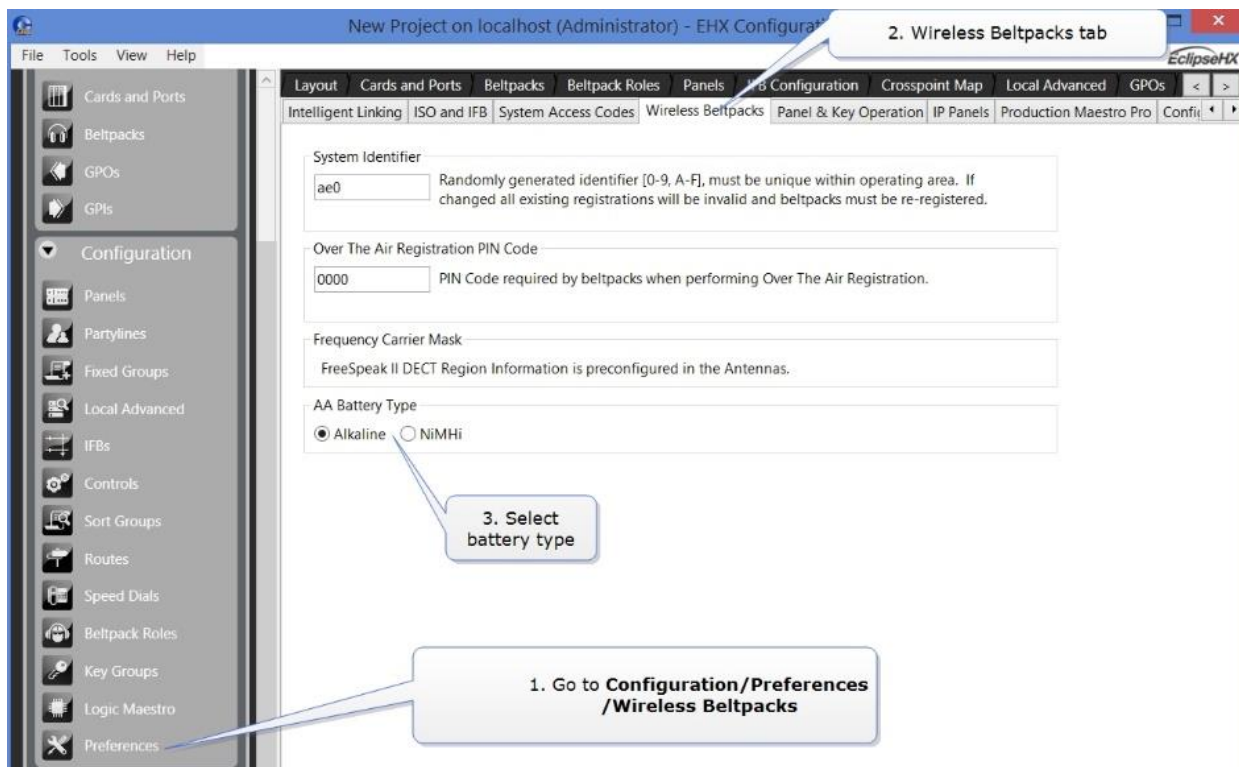 New Project on localhost (Administrator) - EHX Configurat
2. Wireless Beltpacks tab
File Tools View Help
EclipseHX
Layout Cards and Ports Beltpacks Beltpack Roles Panels Configuration Crosspoint Map Local Advanced GPOs
Intelligent Linking ISO and IFB System Access Codes Wireless Beltpacks Panel & Key Operation IP Panels Production Maestro Pro
Cards and Ports
Beltpacks
GPOs
GPIs
Configuration
Panels
Partylines
Fixed Groups
Local Advanced
IFBs
Controls
Sort Groups
Routes
Speed Dials
Beltpack Roles
Key Groups
Logic Maestro
Preferences
System Identifier
ae0
Randomly generated identifier [0-9, A-F], must be unique within operating area. If
changed all existing registrations will be invalid and beltpacks must be re-registered.
Over The Air Registration PIN Code
0000 PIN Code required by beltpacks when performing Over The Air Registration.
Frequency Carrier Mask
FreeSpeak II DECT Region Information is preconfigured in the Antennas.
AA Battery Type
Alkaline NiMHi
3. Select
battery type
1. Go to Configuration/Preferences
/Wireless Beltpacks